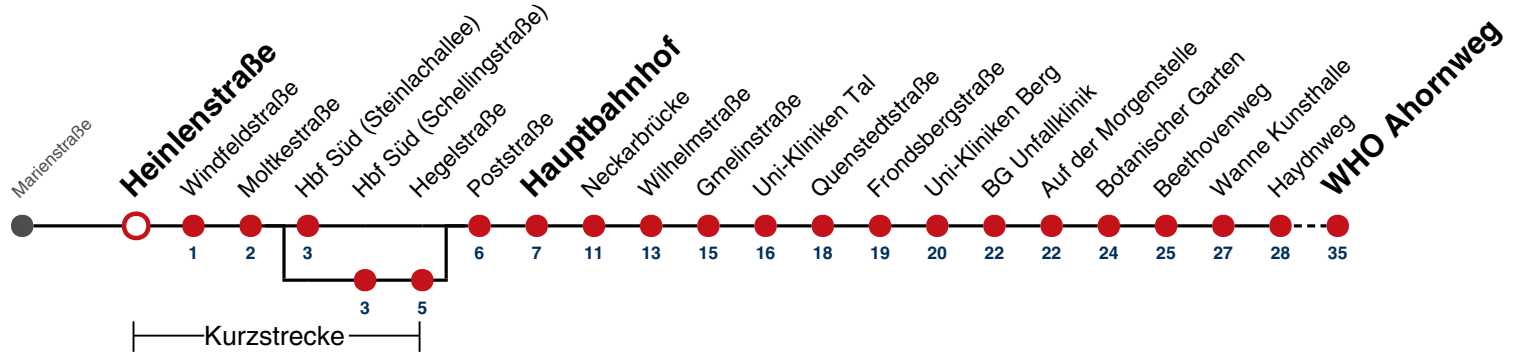 Marienstraße
Heinlenstraße
Windfeldstraße
Moltkestraße
Hbf Süd (Steinlachallee)
Hbf Süd (Schellingstraße)
Hegelstraße
Poststraße
Hauptbahnhof
Neckarbrücke
Wilhelmstraße
Gmelinstraße
Uni-Kliniken Tal
Quenstedtstraße
Frondsbergstraße
Uni-Kliniken Berg
BG Unfallklinik
Auf der Morgenstelle
Botanischer Garten
Beethovenweg
Wanne Kunsthalle
Haydnweg
WHO Ahornweg
1 2 3 6 7 11 13 15 16 18 19 20 22 22 24 25 27 28 35
3 5
Kurzstrecke